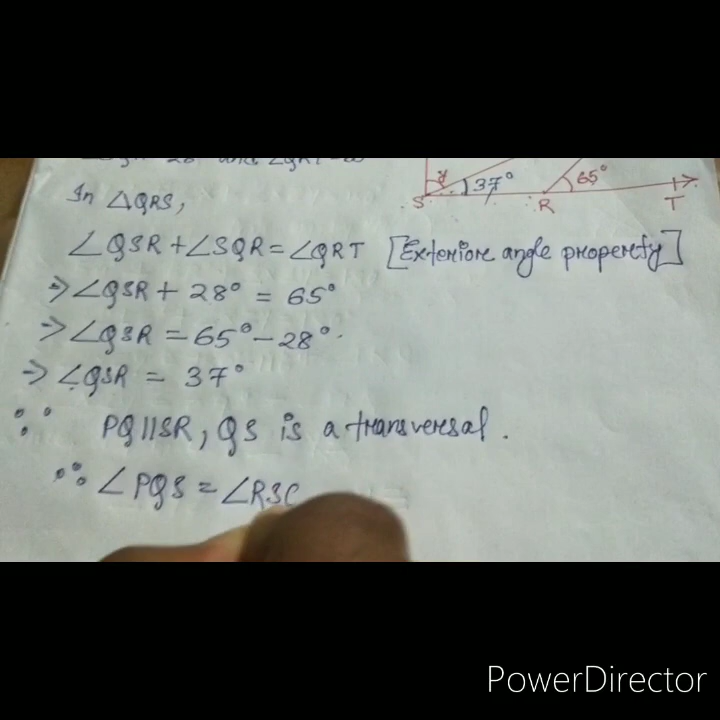 y 37° 65°
S R T
In △QRS,
∠QSR + ∠SQR = ∠QRT [Exteriore angle property]
⇒ ∠QSR + 28° = 65°
⇒ ∠QSR = 65° - 28°
⇒ ∠QSR = 37°
∵ PQ||SR, QS is a transversal.
∴ ∠PQS = ∠RSQ
PowerDirector